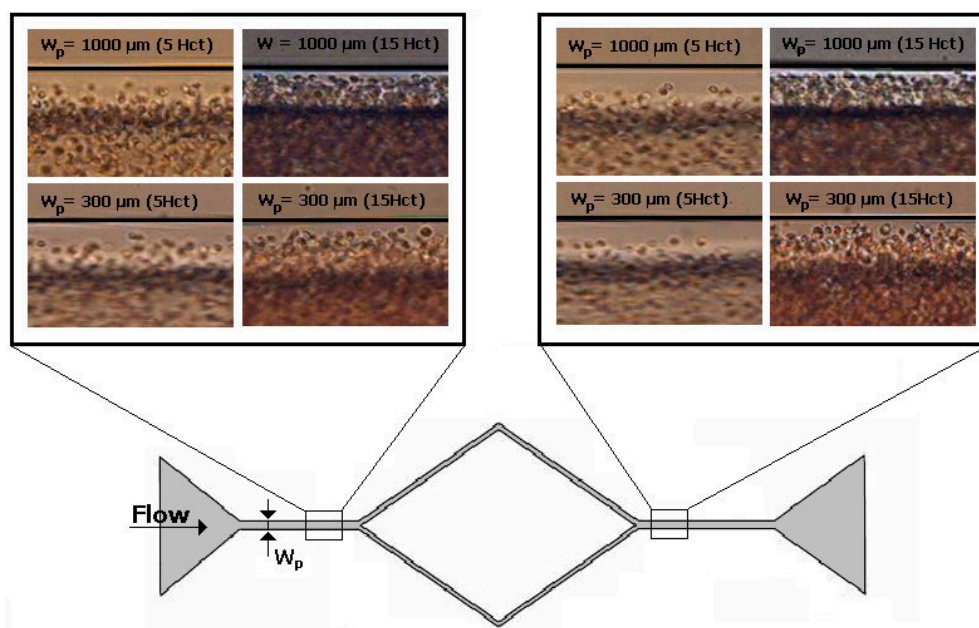 Wp= 1000 µm (5 Hct)
W = 1000 µm (15 Hct)
Wp= 300 µm (5Hct)
Wp= 300 µm (15Hct)
Wp= 1000 µm (5 Hct)
Wp= 1000 µm (15 Hct)
Wp= 300 µm (5Hct)
Wp= 300 µm (15Hct)
Flow
Wp